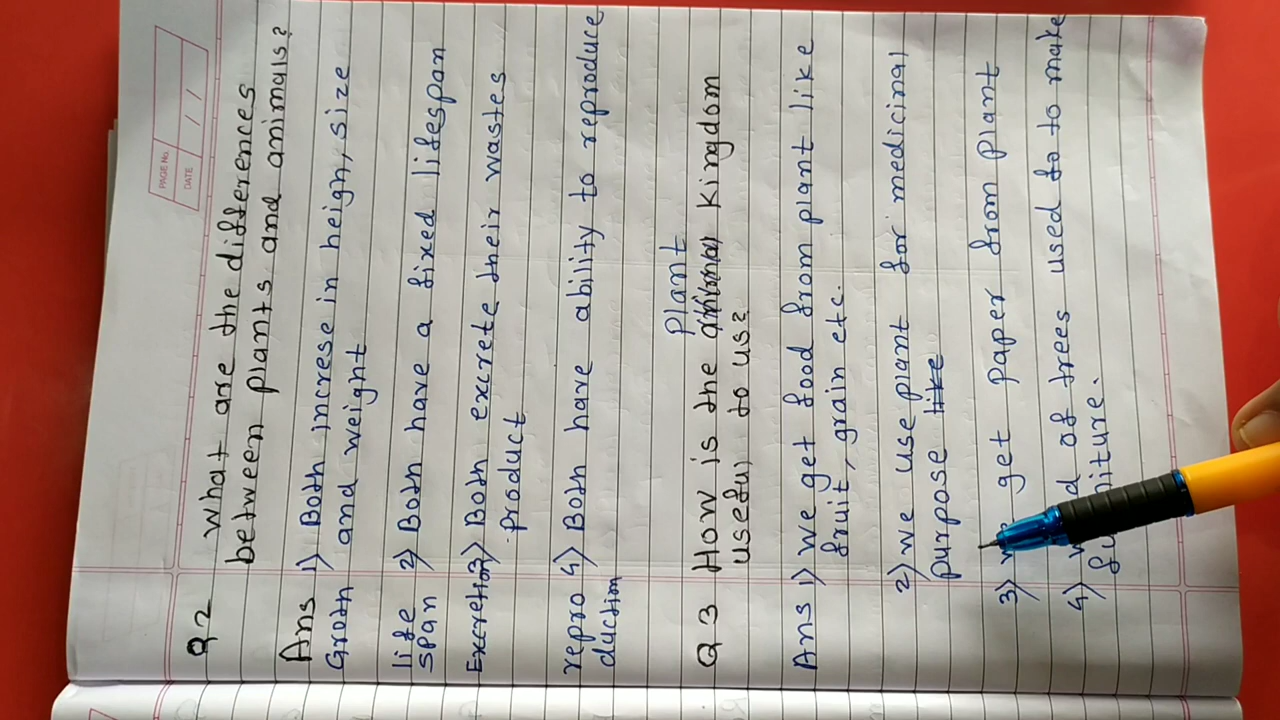 PAGE No.
DATE / /
Q2 What are the differences
between plants and animals?
Ans 1) Both increse in heigh, size
Groth and weight
life 2) Both have a fixed lifespan
span
Excretion 3) Both excrete their wastes
product
repro 4) Both have ability to reproduce
duction
Plant
Q 3 How is the animal Kingdom
useful to us?
Ans 1) we get food from plant like
fruit, grain etc.
2) we use plant for medicinal
purpose like
3) get paper from plant
4) of trees used to to make